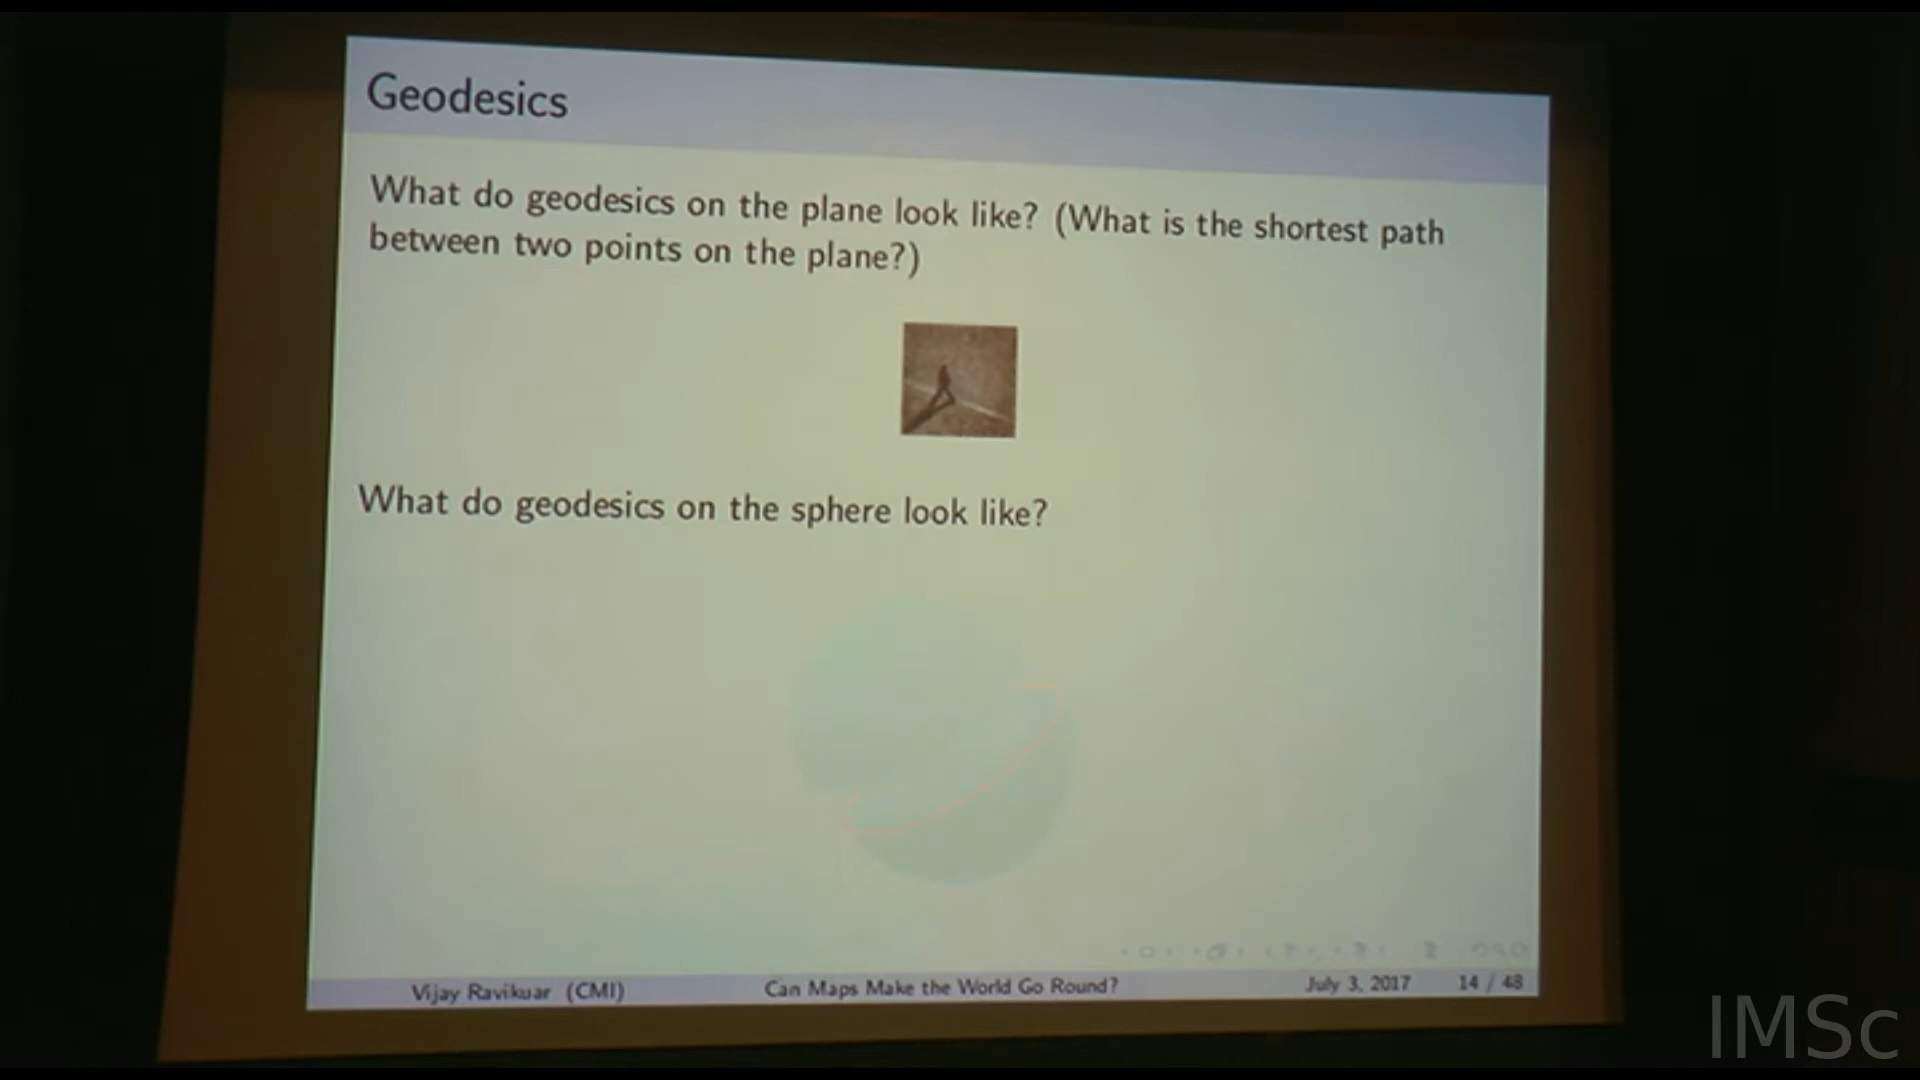 Geodesics
What do geodesics on the plane look like? (What is the shortest path
between two points on the plane?)
What do geodesics on the sphere look like?
Vijay Ravikuar (CMI) Can Maps Make the World Go Round? July 3, 2017 14 / 48
IMSc